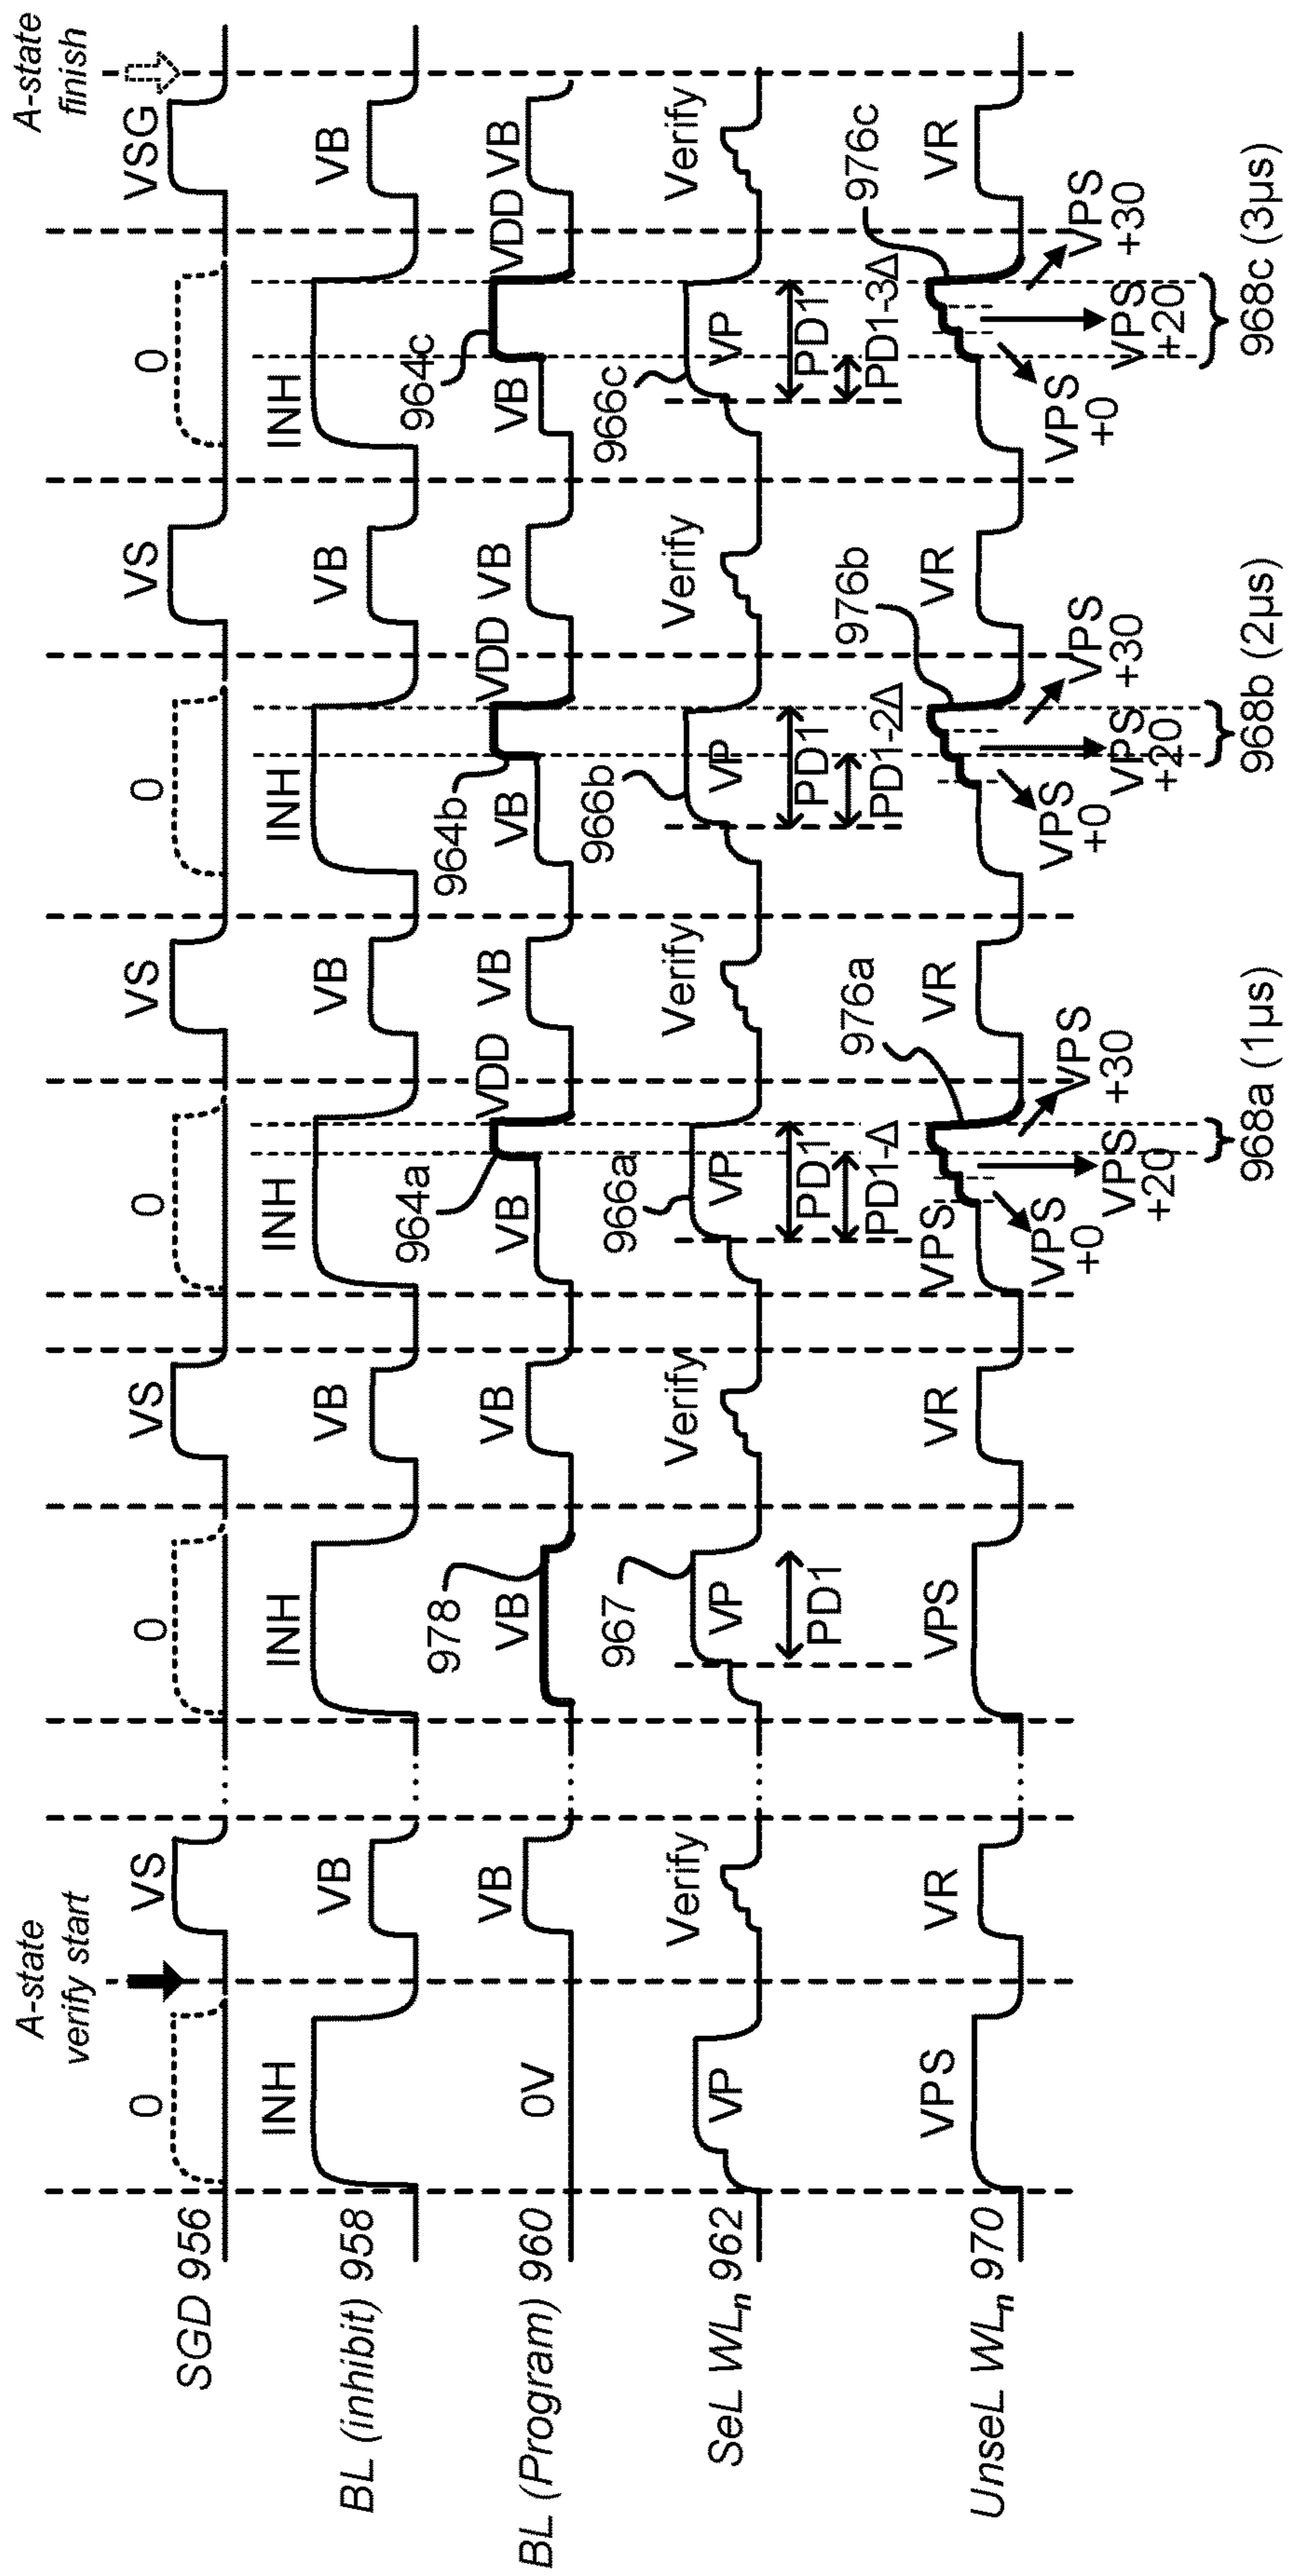 A-state
verify start
A-state
finish
SGD 956
0
VS
0
VS
0
VS
0
VS
0
VSG
BL (inhibit) 958
INH
VB
INH
VB
INH
VB
INH
VB
INH
VB
BL (Program) 960
0V
VB
978
VB
VB
964a
VB
VDD
VB
964b
VB
VDD
VB
964c
VB
VDD
VB
SeL WLn 962
VP
Verify
967
VP
PD1
Verify
966a
VP
PD1
PD1-Δ
Verify
966b
VP
PD1
PD1-2Δ
Verify
966c
VP
PD1
PD1-3Δ
Verify
UnseL WLn 970
VPS
VR
VPS
VR
VPS
976a
VR
976b
VR
976c
VR
VPS
+0
VPS
+20
VPS
+30
VPS
+0
VPS
+20
VPS
+30
VPS
+0
VPS
+20
VPS
+30
968a (1µs)
968b (2µs)
968c (3µs)